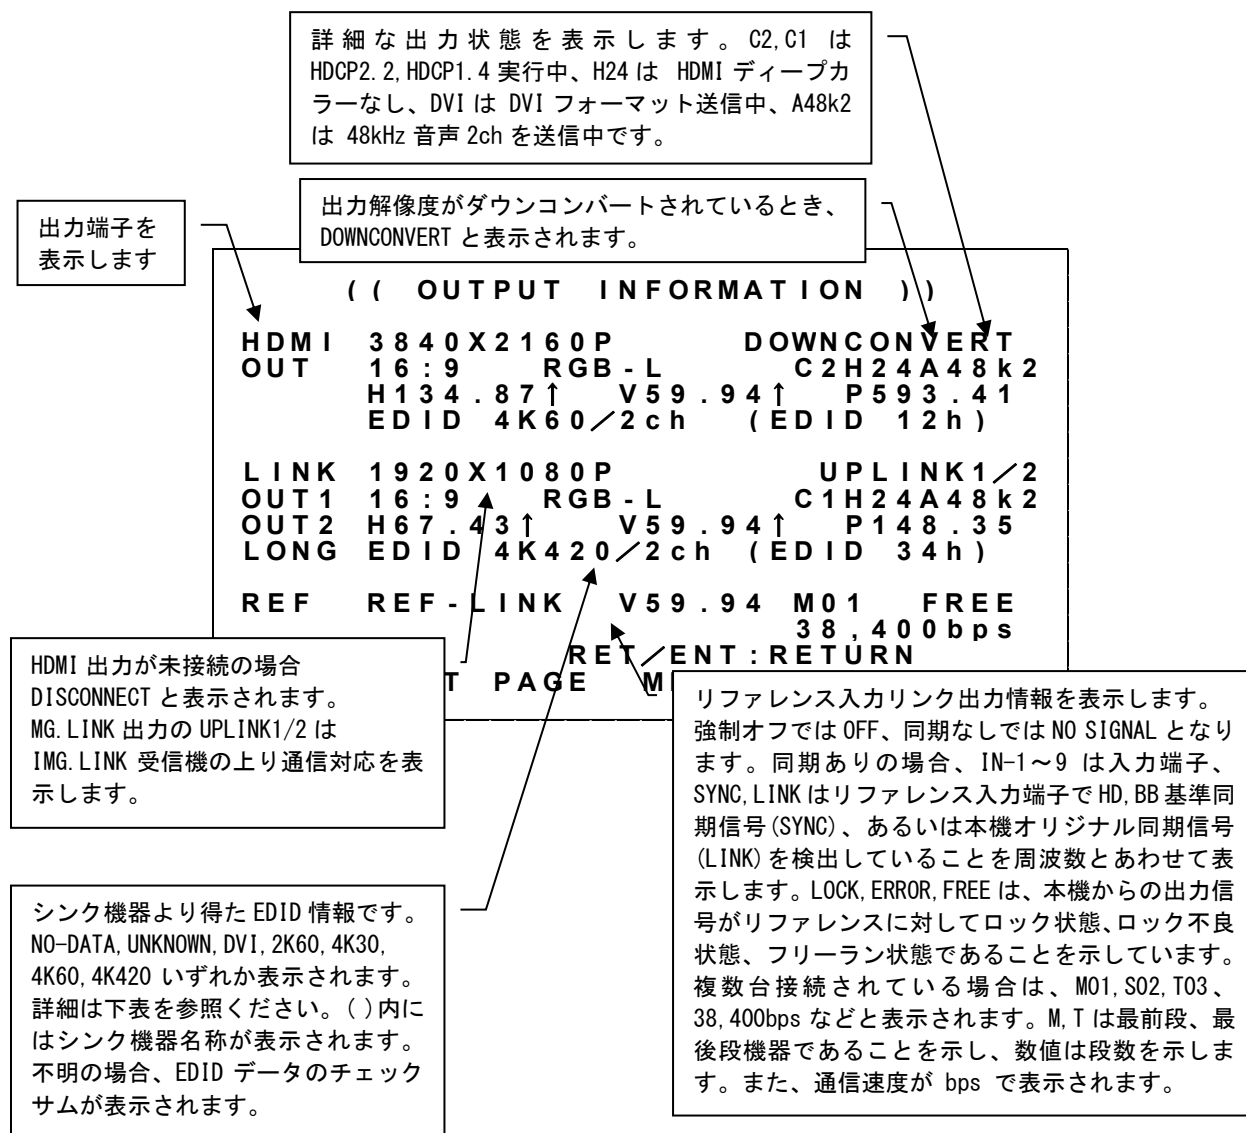 詳細な出力状態を表示します。C2,C1 は
HDCP2.2,HDCP1.4 実行中、H24 は HDMI ディープカ
ラーなし、DVI は DVI フォーマット送信中、A48k2
は 48kHz 音声 2ch を送信中です。
出力解像度がダウンコンバートされているとき、
DOWNCONVERT と表示されます。
出力端子を
表示します
(( OUTPUT INFORMATION ))
HDMI 3840X2160P DOWNCONVERT
OUT 16:9 RGB-L C2H24A48k2
H134.87↑ V59.94↑ P593.41
EDID 4K60/2ch (EDID 12h)
LINK 1920X1080P UPLINK1/2
OUT1 16:9 RGB-L C1H24A48k2
OUT2 H67.43↑ V59.94↑ P148.35
LONG EDID 4K420/2ch (EDID 34h)
REF REF-LINK V59.94 M01 FREE
38,400bps
RET/ENT:RETURN
T PAGE
HDMI 出力が未接続の場合
DISCONNECT と表示されます。
MG.LINK 出力の UPLINK1/2 は
IMG.LINK 受信機の上り通信対応を表
示します。
リファレンス入力リンク出力情報を表示します。
強制オフでは OFF、同期なしでは NO SIGNAL となり
ます。同期ありの場合、IN-1～9 は入力端子、
SYNC,LINK はリファレンス入力端子で HD,BB 基準同
期信号(SYNC)、あるいは本機オリジナル同期信号
(LINK)を検出していることを周波数とあわせて表
示します。LOCK,ERROR,FREE は、本機からの出力信
号がリファレンスに対してロック状態、ロック不良
状態、フリーラン状態であることを示しています。
複数台接続されている場合は、M01,S02,T03、
38,400bps などと表示されます。M,T は最前段、最
後段機器であることを示し、数値は段数を示しま
す。また、通信速度が bps で表示されます。
シンク機器より得た EDID 情報です。
NO-DATA,UNKNOWN,DVI,2K60,4K30,
4K60,4K420 いずれか表示されます。
詳細は下表を参照ください。( )内に
はシンク機器名称が表示されます。
不明の場合、EDID データのチェック
サムが表示されます。